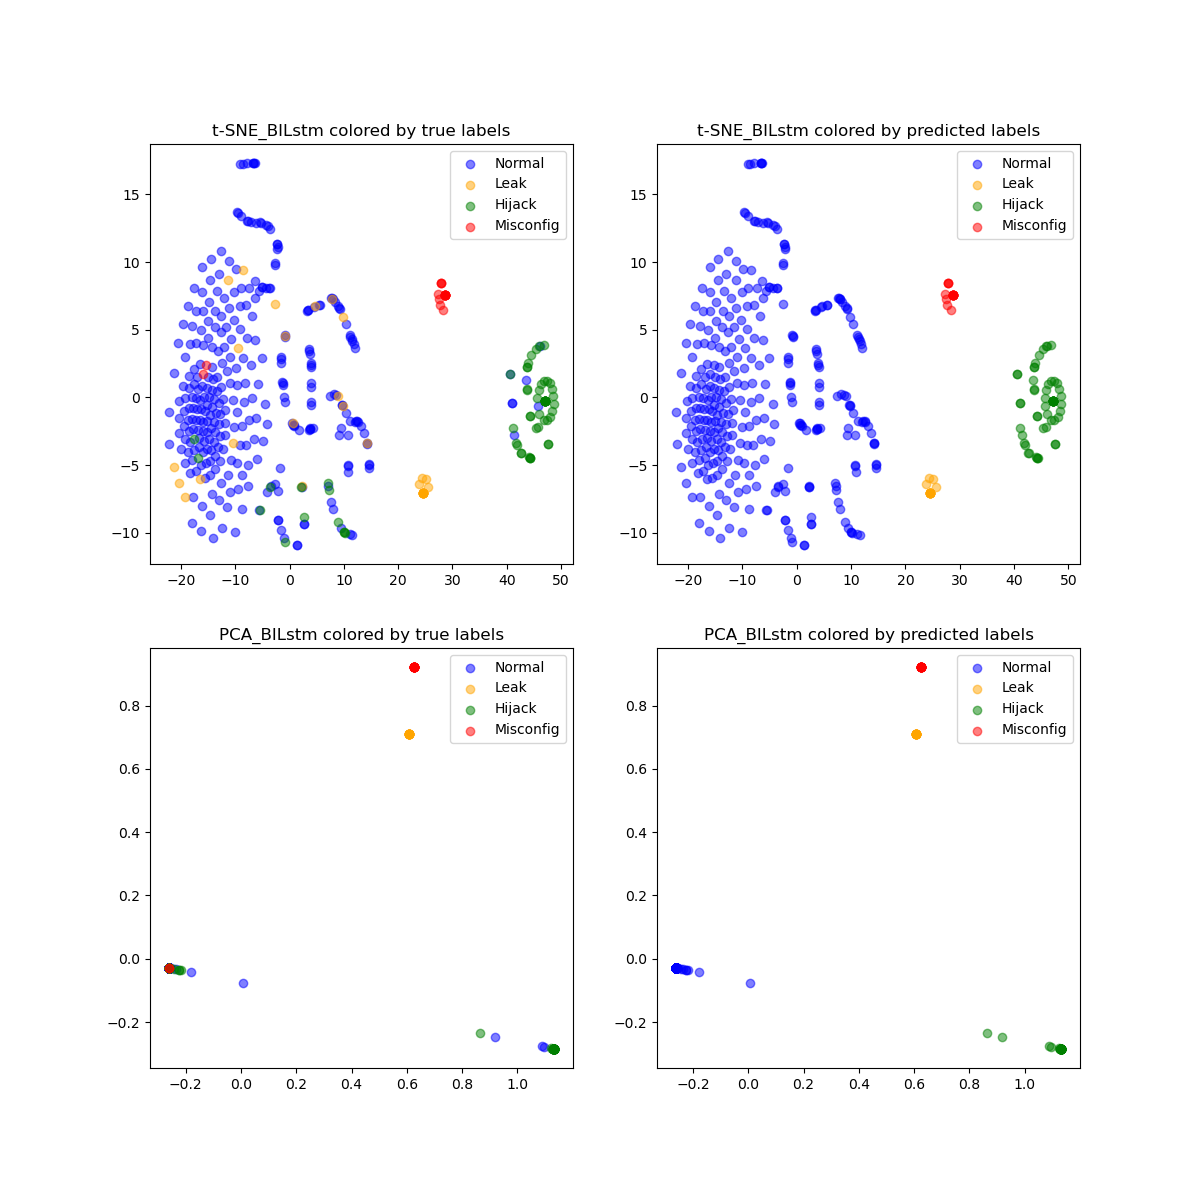 t-SNE_BILstm colored by true labels
Normal
Leak
Hijack
Misconfig
15
10
5
0
−5
−10
−20 −10 0 10 20 30 40 50
t-SNE_BILstm colored by predicted labels
Normal
Leak
Hijack
Misconfig
15
10
5
0
−5
−10
−20 −10 0 10 20 30 40 50
PCA_BILstm colored by true labels
Normal
Leak
Hijack
Misconfig
0.8
0.6
0.4
0.2
0.0
−0.2
−0.2 0.0 0.2 0.4 0.6 0.8 1.0
PCA_BILstm colored by predicted labels
Normal
Leak
Hijack
Misconfig
0.8
0.6
0.4
0.2
0.0
−0.2
−0.2 0.0 0.2 0.4 0.6 0.8 1.0